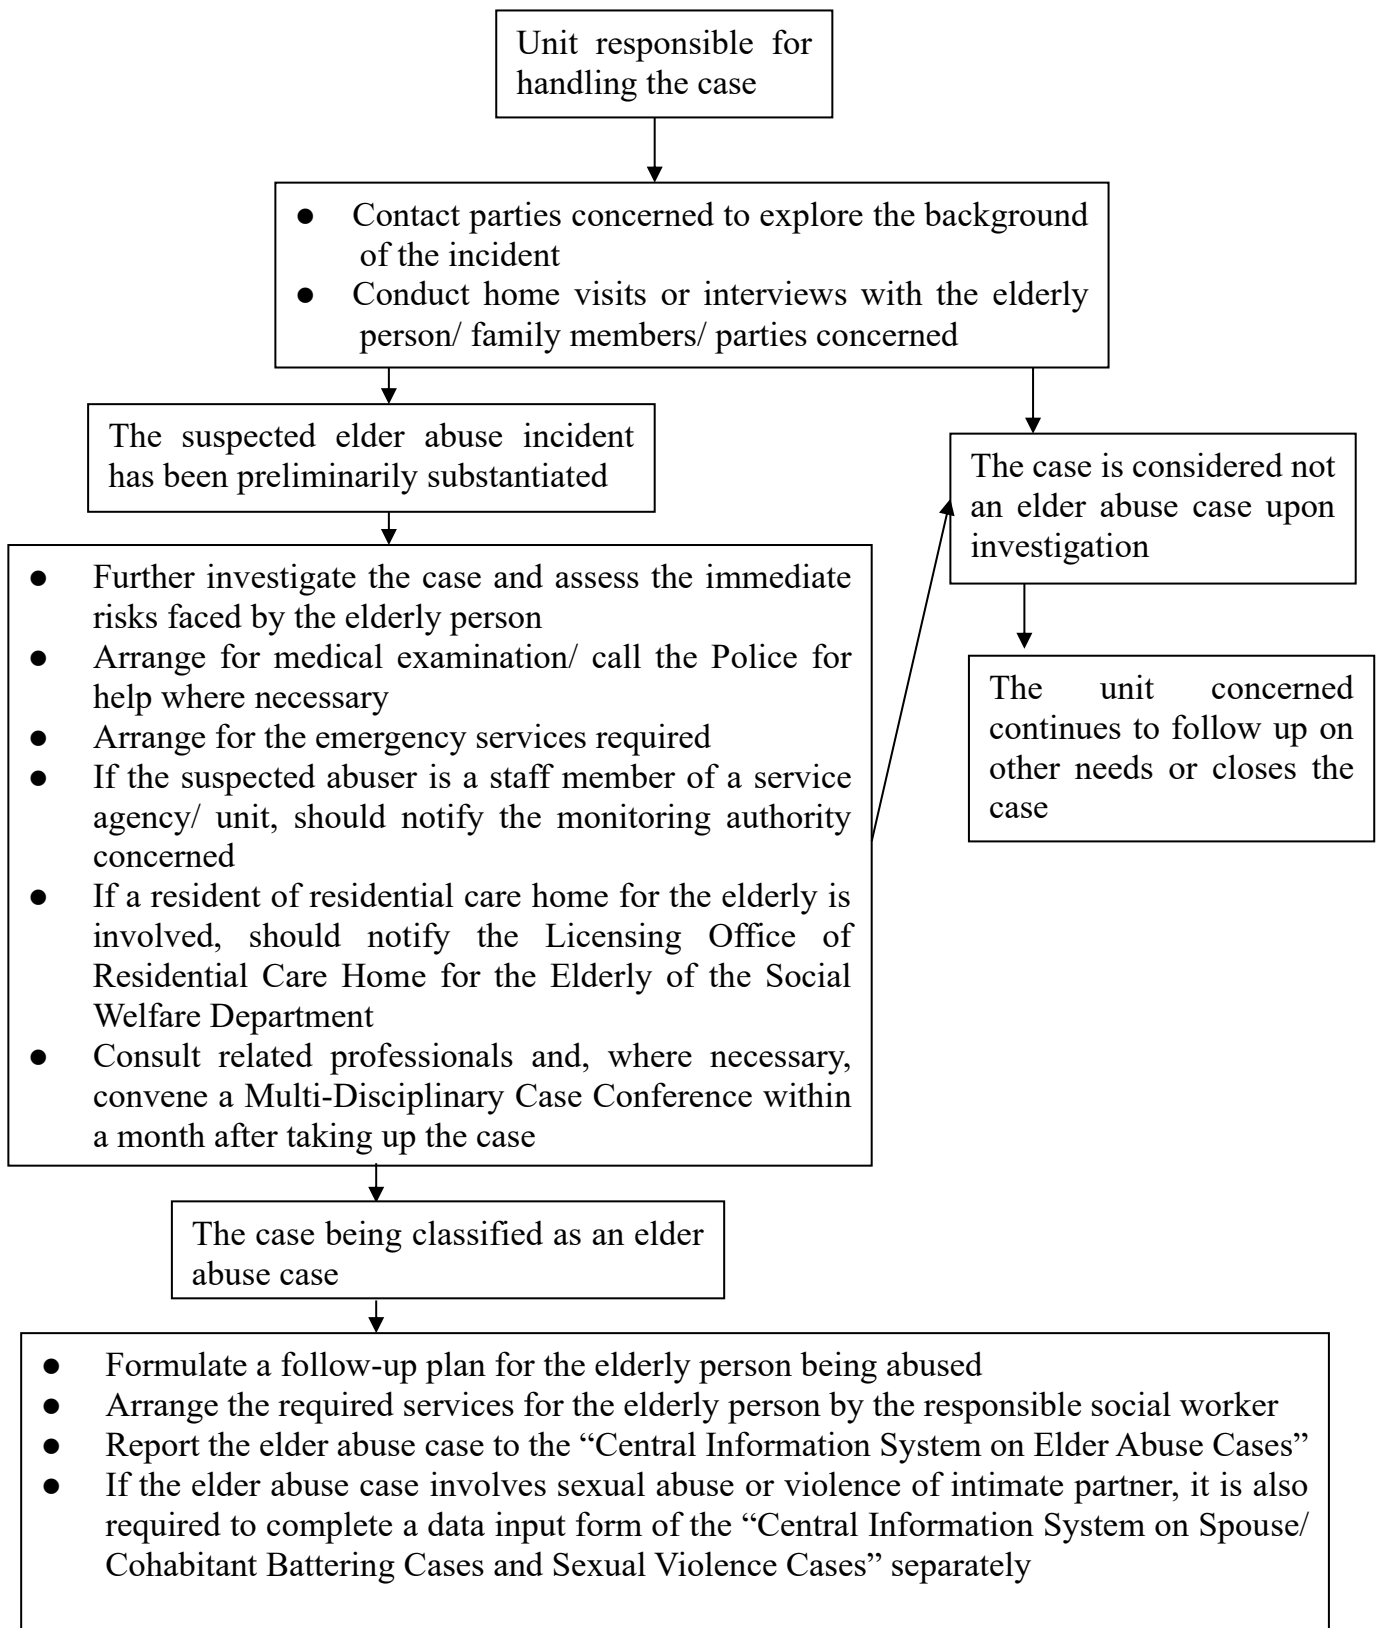 Unit responsible for
handling the case
● Contact parties concerned to explore the background
of the incident
● Conduct home visits or interviews with the elderly
person/ family members/ parties concerned
The suspected elder abuse incident
has been preliminarily substantiated
The case is considered not
an elder abuse case upon
investigation
● Further investigate the case and assess the immediate
risks faced by the elderly person
● Arrange for medical examination/ call the Police for
help where necessary
● Arrange for the emergency services required
● If the suspected abuser is a staff member of a service
agency/ unit, should notify the monitoring authority
concerned
● If a resident of residential care home for the elderly is
involved, should notify the Licensing Office of
Residential Care Home for the Elderly of the Social
Welfare Department
● Consult related professionals and, where necessary,
convene a Multi-Disciplinary Case Conference within
a month after taking up the case
The unit concerned
continues to follow up on
other needs or closes the
case
The case being classified as an elder
abuse case
● Formulate a follow-up plan for the elderly person being abused
● Arrange the required services for the elderly person by the responsible social worker
● Report the elder abuse case to the “Central Information System on Elder Abuse Cases”
● If the elder abuse case involves sexual abuse or violence of intimate partner, it is also
required to complete a data input form of the “Central Information System on Spouse/
Cohabitant Battering Cases and Sexual Violence Cases” separately